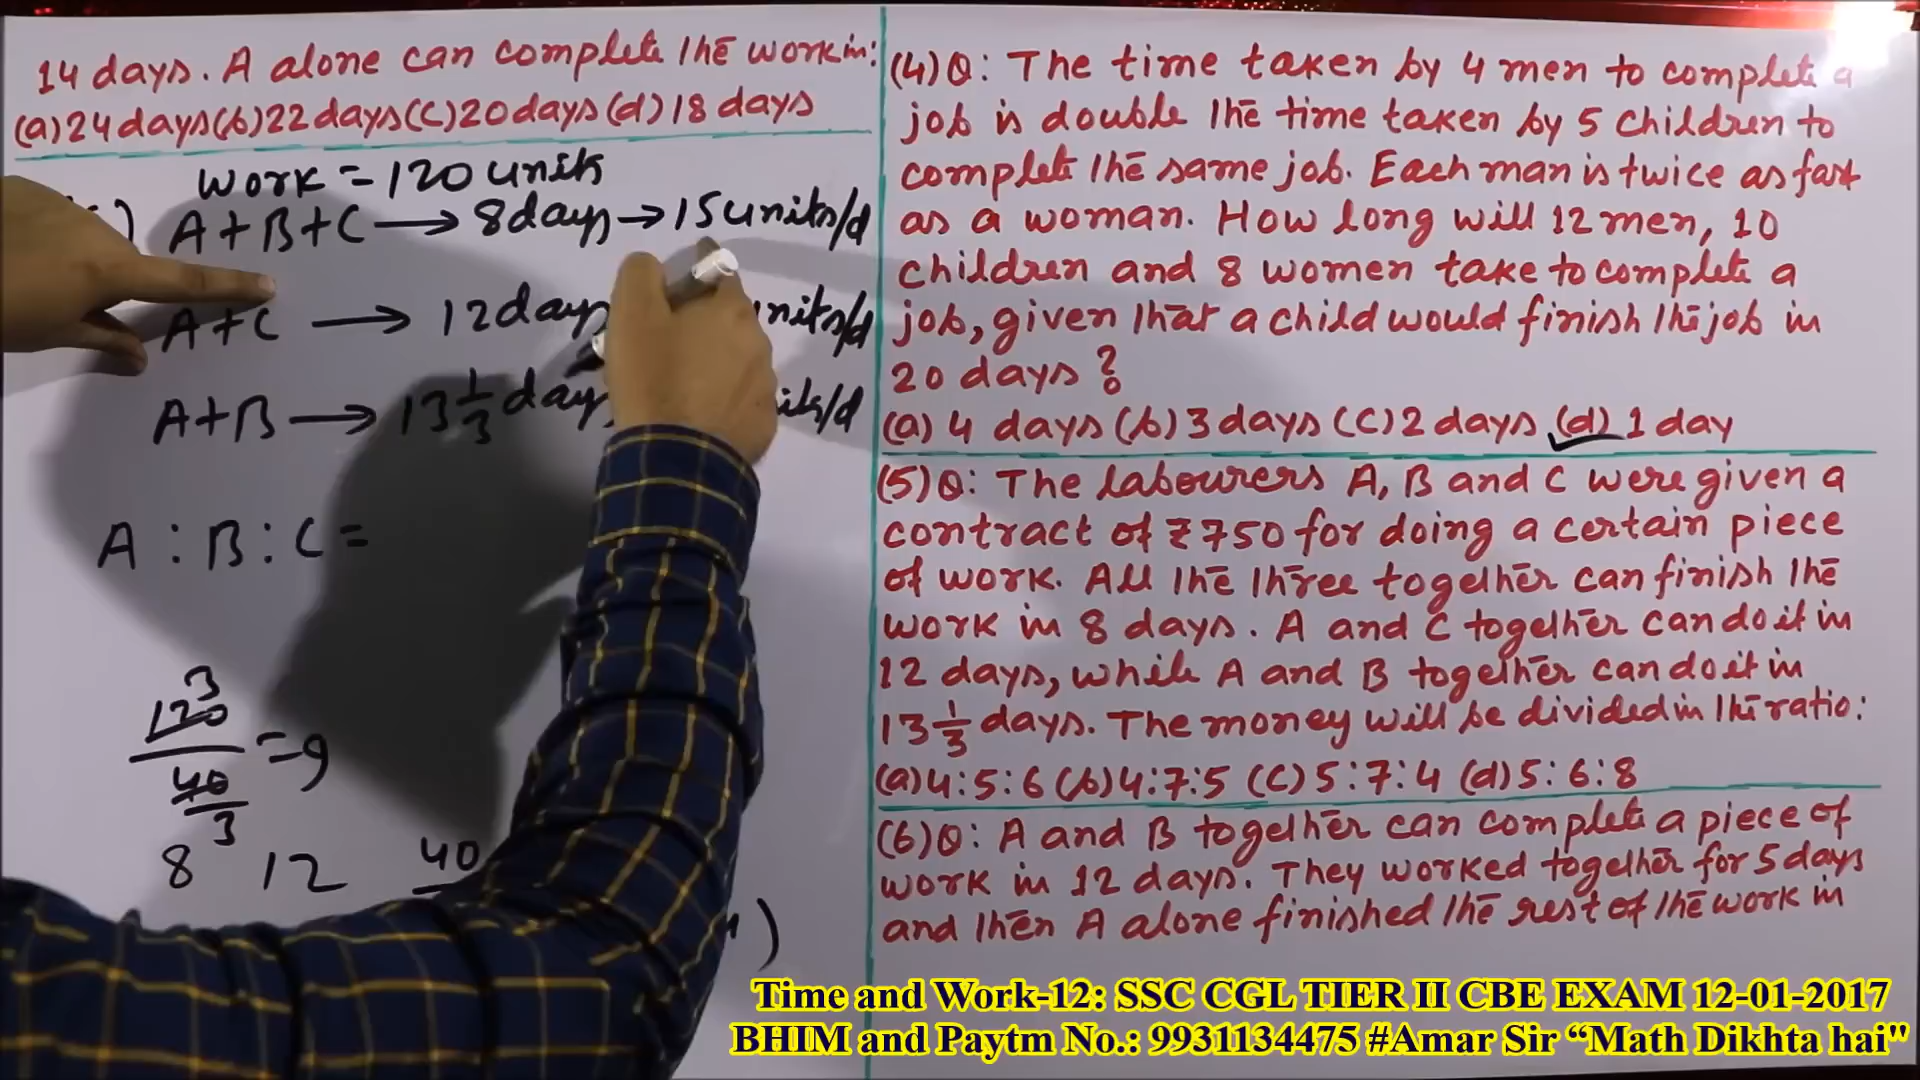 14 days. A alone can complete the work in:
(a) 24 days (b) 22 days (c) 20 days (d) 18 days
Work = 120 units
A+B+C → 8 days → 15 units/d
A+C → 12 days units/d
A+B → 13 1/3 days units/d
A : B : C =
120 3
40/3 = 9
8 12 40
(4) Q: The time taken by 4 men to complete a
job is double the time taken by 5 children to
complete the same job. Each man is twice as fast
as a woman. How long will 12 men, 10
children and 8 women take to complete a
job, given that a child would finish the job in
20 days ?
(a) 4 days (b) 3 days (c) 2 days (d) 1 day
(5) Q: The labourers A, B and C were given a
contract of ₹750 for doing a certain piece
of work. All the three together can finish the
work in 8 days. A and C together can do it in
12 days, while A and B together can do it in
13 1/3 days. The money will be divided in the ratio:
(a) 4:5:6 (b) 4:7:5 (c) 5:7:4 (d) 5:6:8
(6) Q: A and B together can complete a piece of
work in 12 days. They worked together for 5 days
and then A alone finished the rest of the work in
Time and Work-12: SSC CGL TIER II CBE EXAM 12-01-2017
BHIM and Paytm No.: 9931134475 #Amar Sir “Math Dikhta hai"